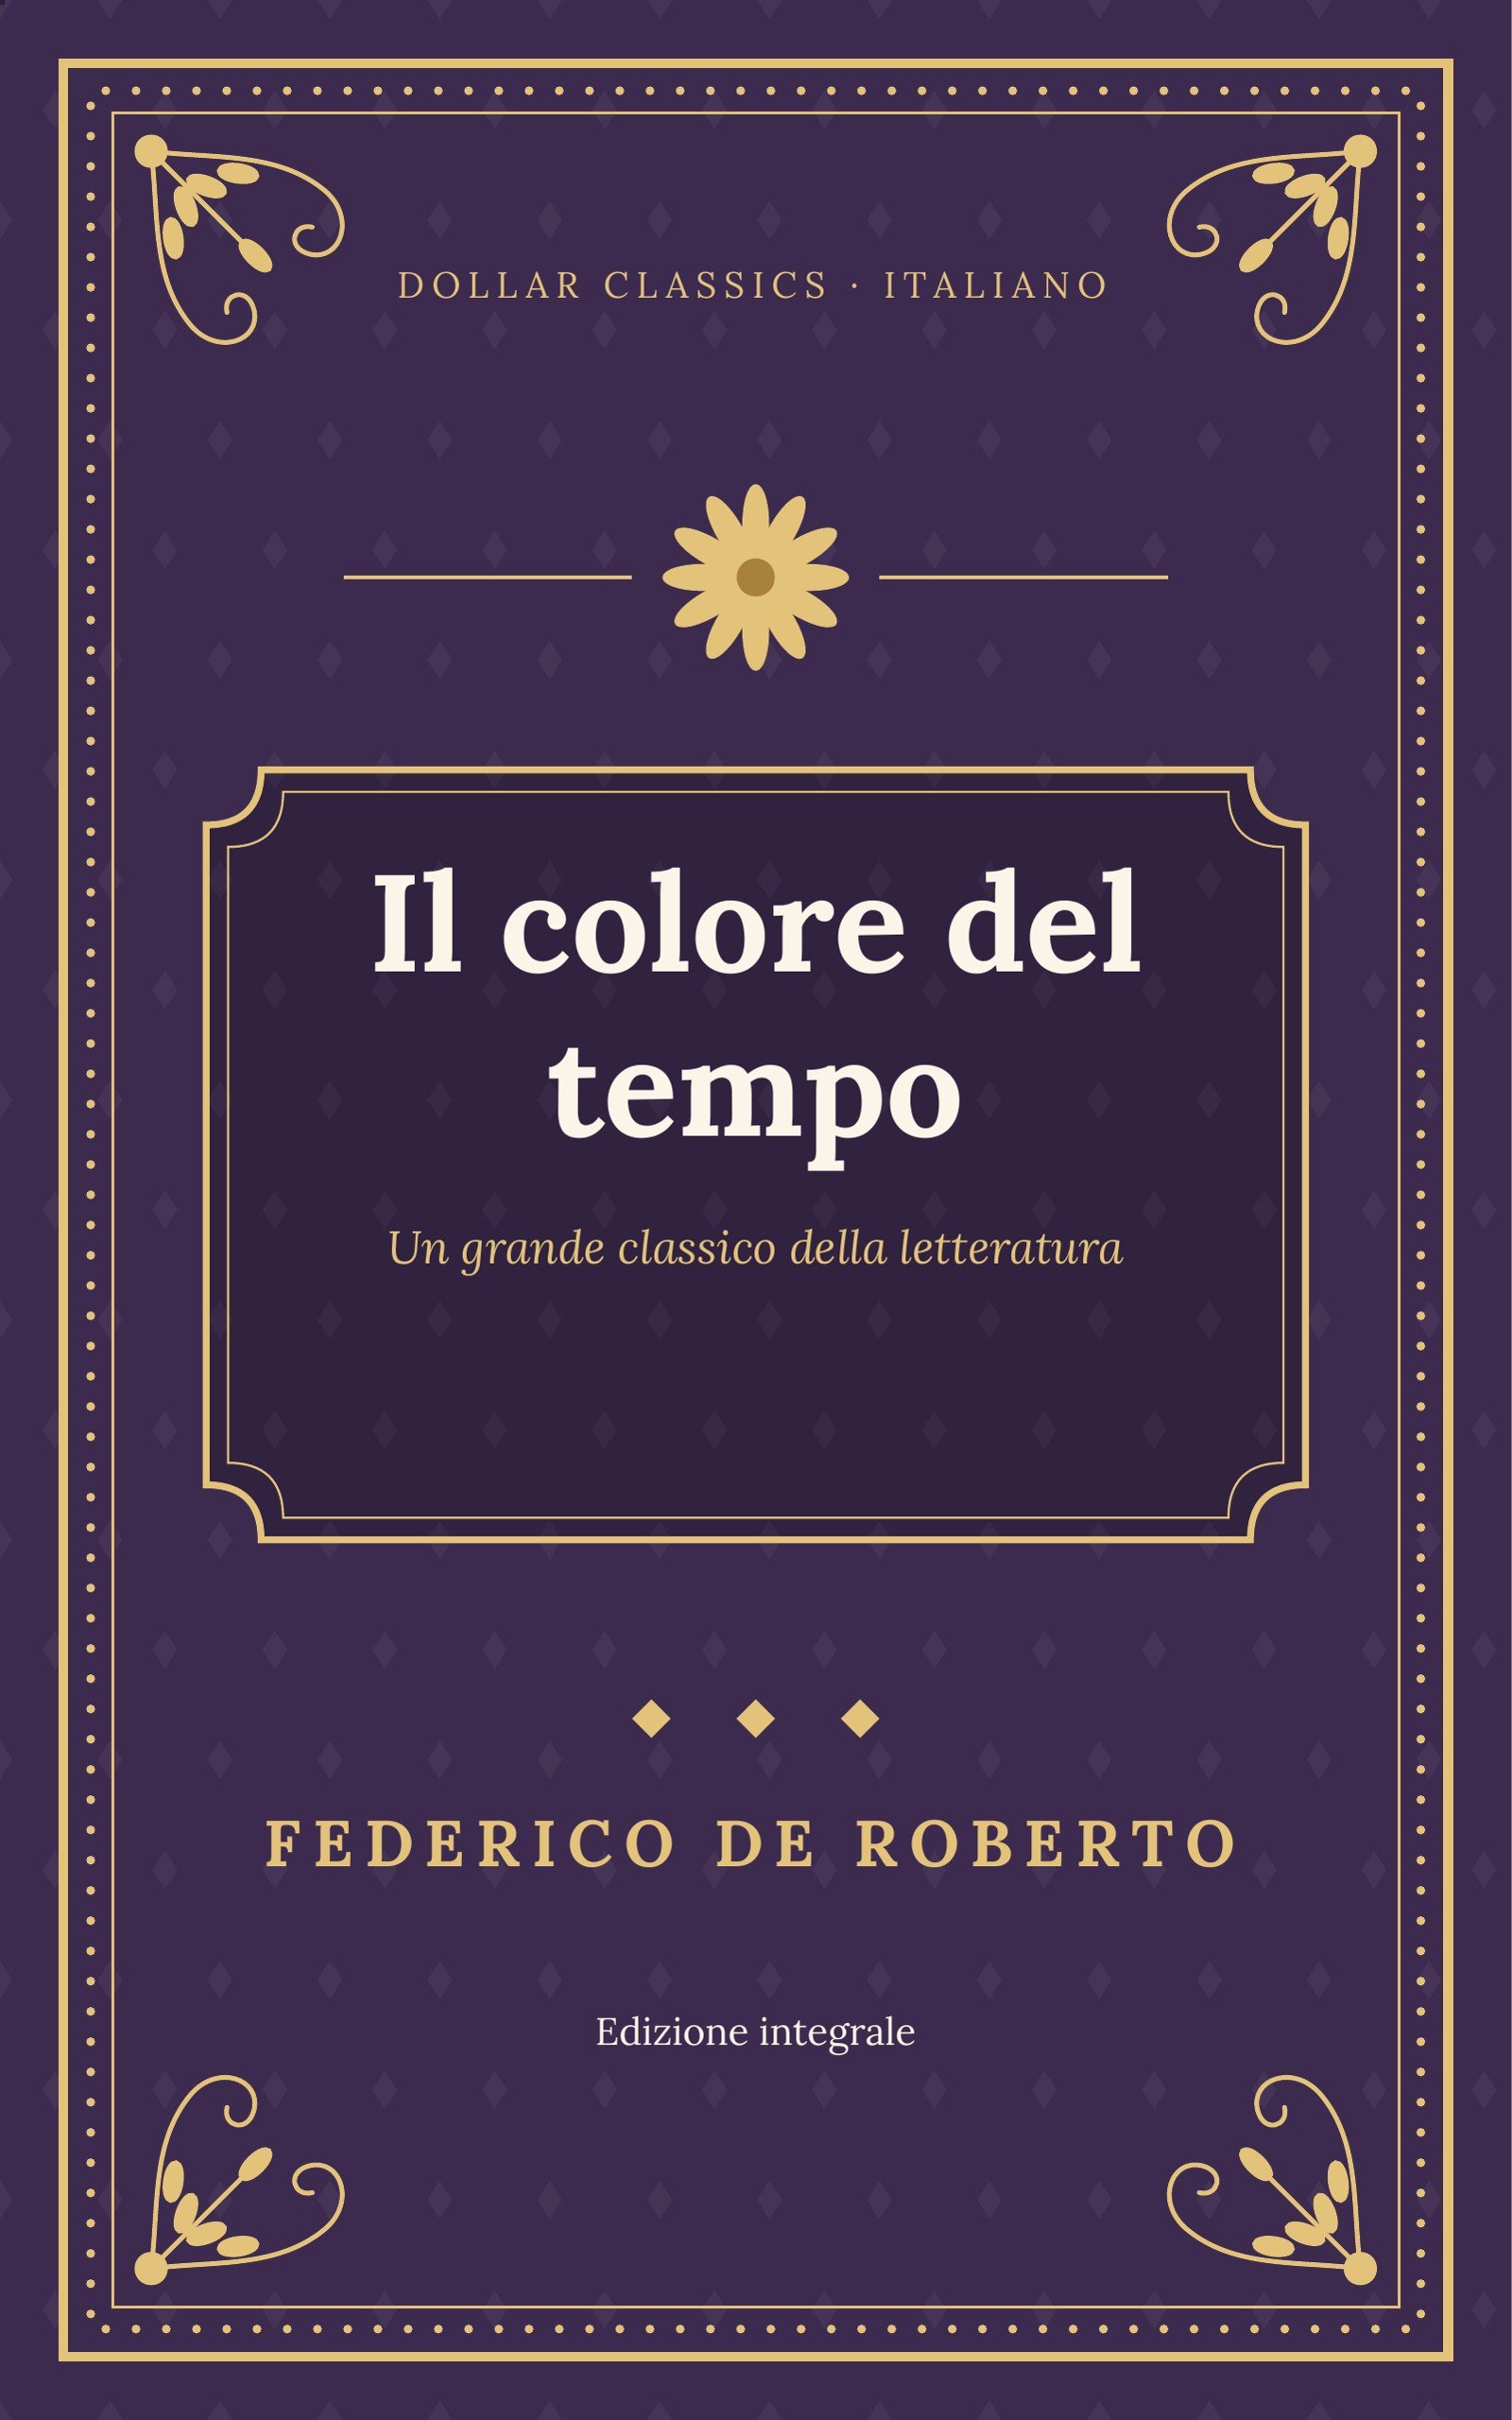 DOLLAR CLASSICS · ITALIANO
Il colore del
tempo
Un grande classico della letteratura
FEDERICO DE ROBERTO
Edizione integrale